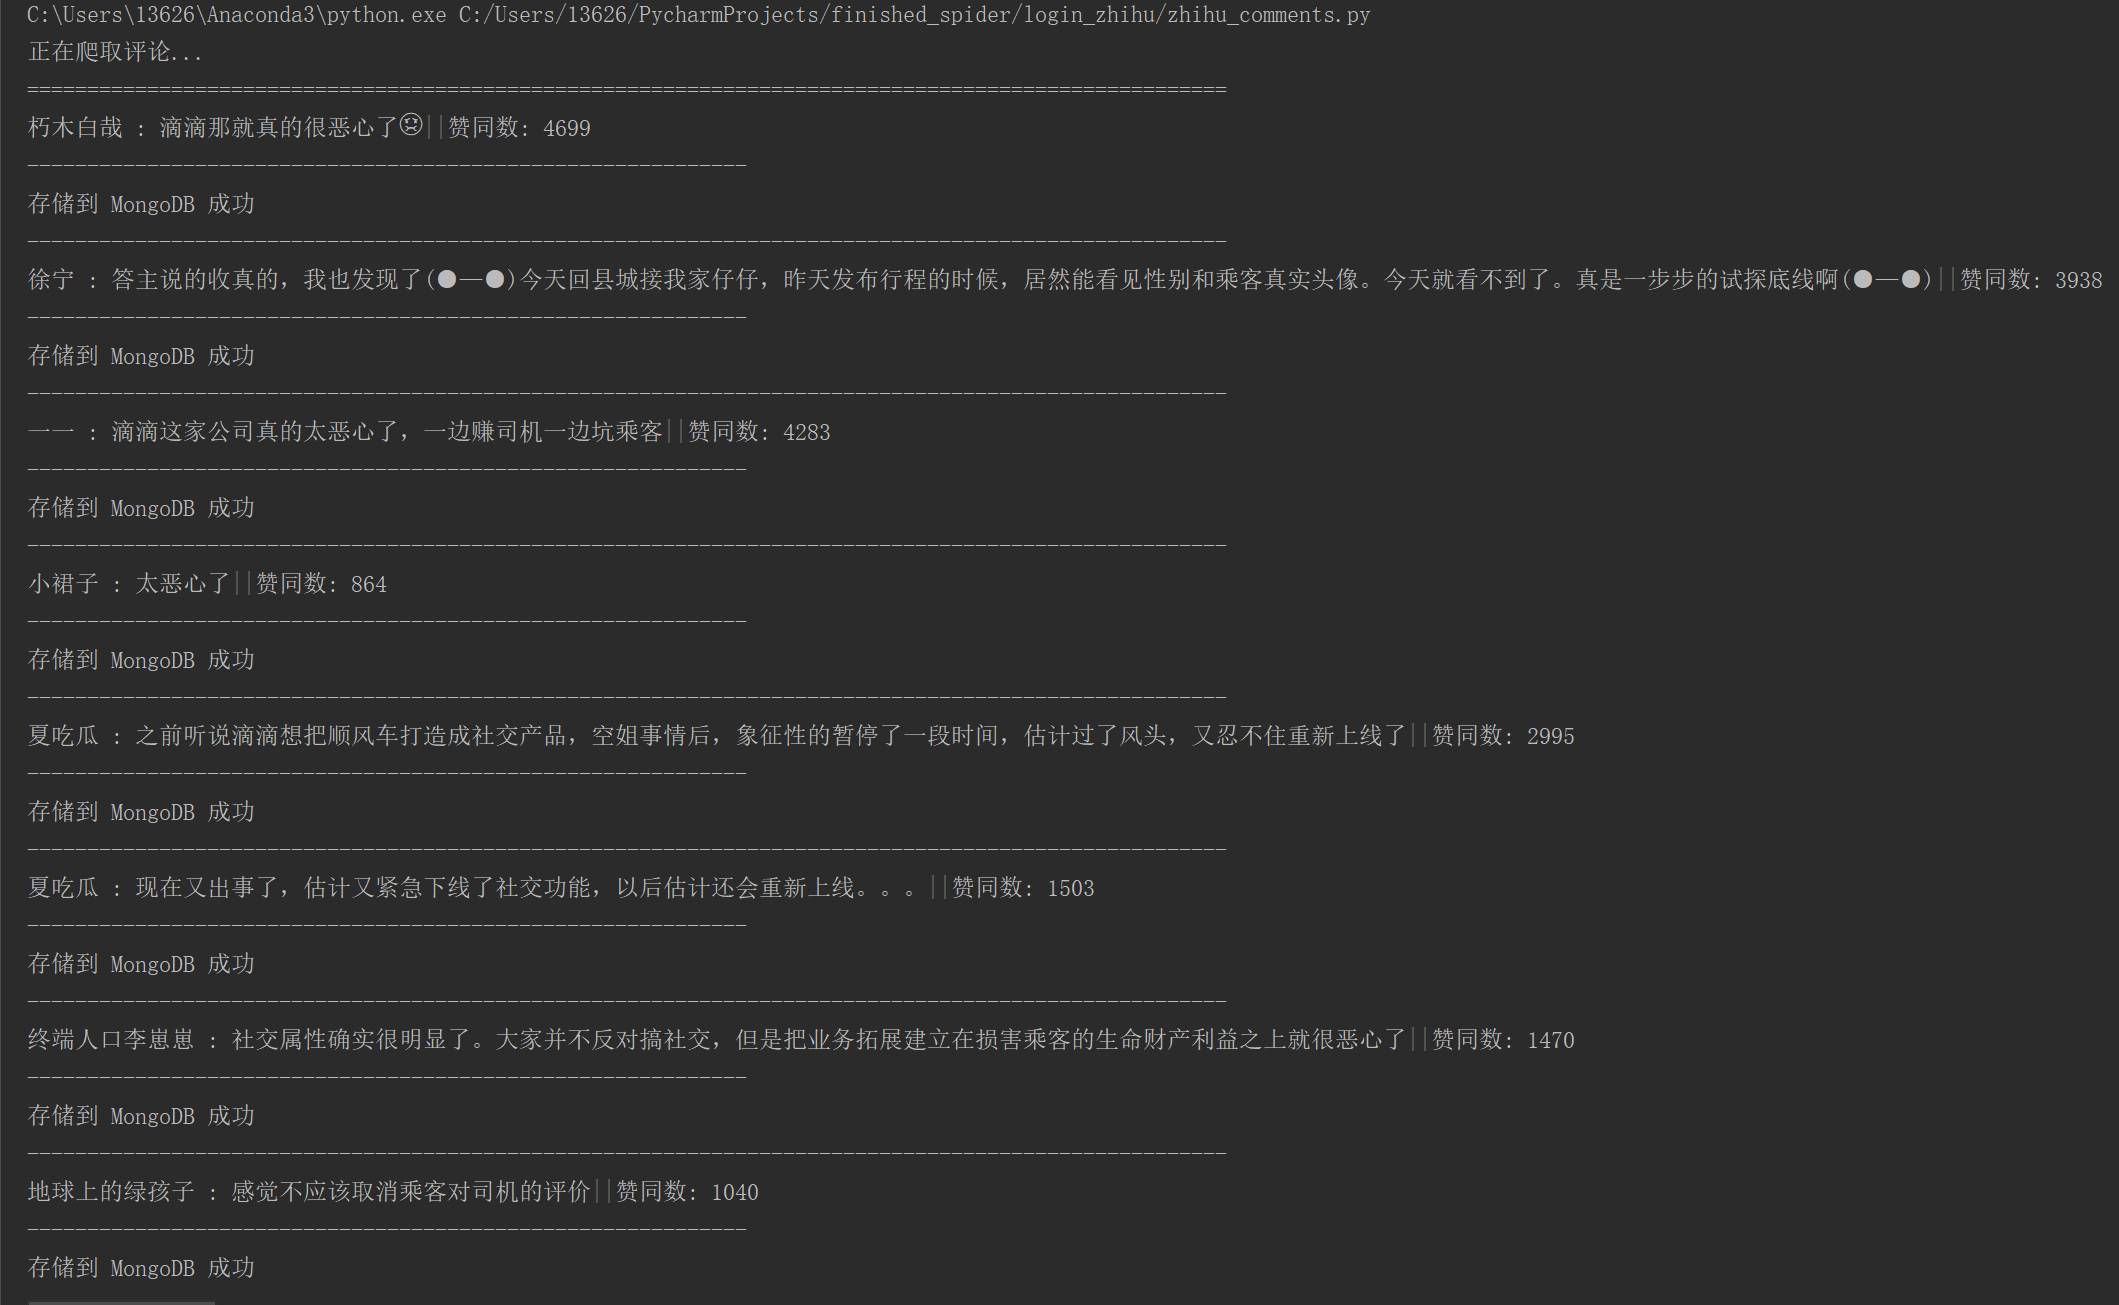 C:\Users\13626\Anaconda3\python.exe C:/Users/13626/PycharmProjects/finished_spider/login_zhihu/zhihu_comments.py
正在爬取评论...
====================================================================================================
朽木白哉 : 滴滴那就真的很恶心了😡||赞同数: 4699
------------------------------------------------------------
存储到 MongoDB 成功
----------------------------------------------------------------------------------------------------
徐宁 : 答主说的收真的，我也发现了(●—●)今天回县城接我家仔仔，昨天发布行程的时候，居然能看见性别和乘客真实头像。今天就看不到了。真是一步步的试探底线啊(●—●)||赞同数: 3938
------------------------------------------------------------
存储到 MongoDB 成功
----------------------------------------------------------------------------------------------------
一一 : 滴滴这家公司真的太恶心了，一边赚司机一边坑乘客||赞同数: 4283
------------------------------------------------------------
存储到 MongoDB 成功
----------------------------------------------------------------------------------------------------
小裙子 : 太恶心了||赞同数: 864
------------------------------------------------------------
存储到 MongoDB 成功
----------------------------------------------------------------------------------------------------
夏吃瓜 : 之前听说滴滴想把顺风车打造成社交产品，空姐事情后，象征性的暂停了一段时间，估计过了风头，又忍不住重新上线了||赞同数: 2995
------------------------------------------------------------
存储到 MongoDB 成功
----------------------------------------------------------------------------------------------------
夏吃瓜 : 现在又出事了，估计又紧急下线了社交功能，以后估计还会重新上线。。。||赞同数: 1503
------------------------------------------------------------
存储到 MongoDB 成功
----------------------------------------------------------------------------------------------------
终端人口李崽崽 : 社交属性确实很明显了。大家并不反对搞社交，但是把业务拓展建立在损害乘客的生命财产利益之上就很恶心了||赞同数: 1470
------------------------------------------------------------
存储到 MongoDB 成功
----------------------------------------------------------------------------------------------------
地球上的绿孩子 : 感觉不应该取消乘客对司机的评价||赞同数: 1040
------------------------------------------------------------
存储到 MongoDB 成功